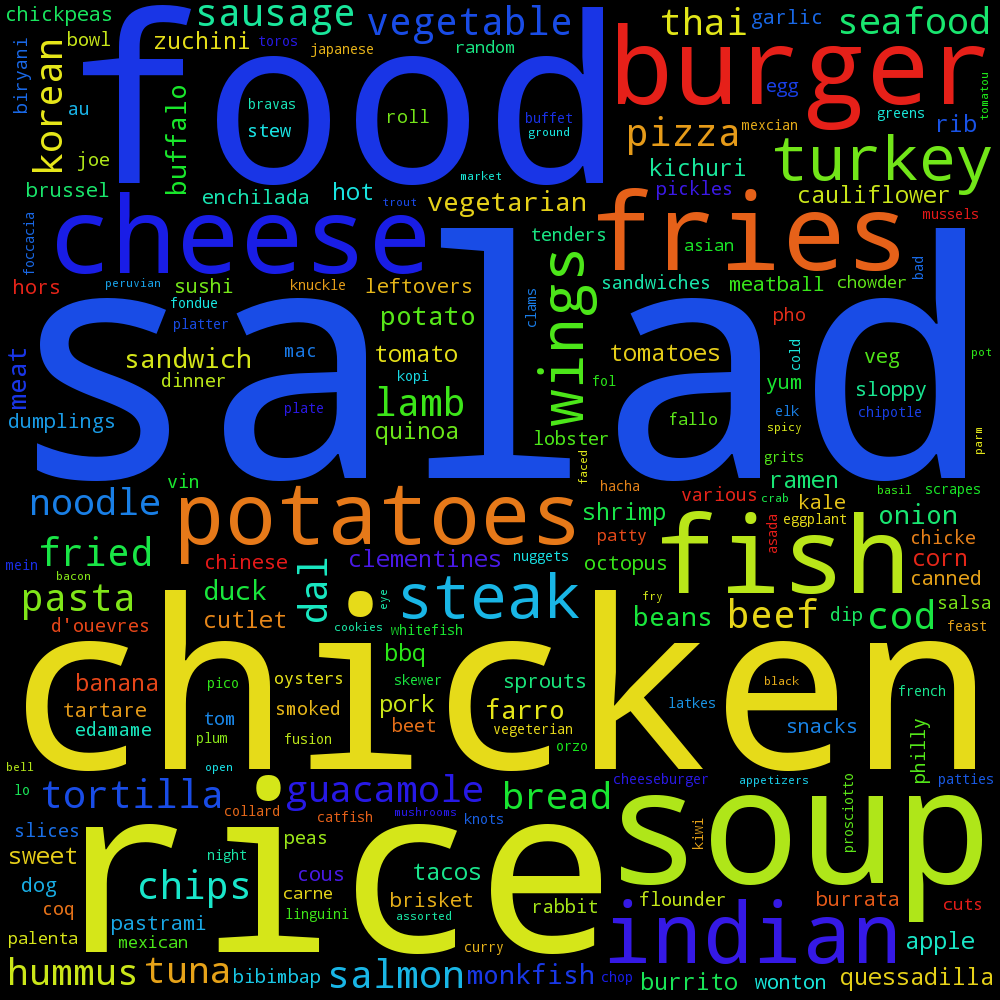 chickpeas
sausage
vegetable
thai
garlic
seafood
bowl
zuchini
toros
japanese
random
food
burger
biryani
korean
au
buffalo
bravas
stew
roll
buffet
ground
egg
greens
tomatou
rib
pizza
mexcian
turkey
joe
brussel
enchilada
hot
market
trout
vegetarian
kichuri
pickles
cauliflower
foccacia
cheese
fries
tenders
asian
mussels
hors
peruvian
sushi
fondue
knuckle
leftovers
wings
sandwiches
meatball
chowder
bad
salad
platter
potato
clams
pho
meat
sandwich
dinner
mac
tomato
kopi
tomatoes
cold
veg
pot
dumplings
plate
lamb
quinoa
fol
fallo
yum
elk
spicy
sloppy
chipotle
lobster
faced
grits
parm
vin
hacha
various
ramen
crab
kale
basil
scrapes
noodle
potatoes
shrimp
patty
eggplant
asada
onion
mein
fried
bacon
chinese
dal
clementines
nuggets
octopus
fish
chicke
corn
canned
pasta
duck
eye
steak
fry
beans
beef
dip
cod
salsa
feast
d'ouevres
cutlet
cookies
whitefish
chicken
bbq
banana
pico
oysters
skewer
sprouts
latkes
black
french
tartare
tom
smoked
pork
farro
snacks
edamame
plum
fusion
beet
vegeterian
orzo
philly
bell
open
lo
tortilla
guacamole
bread
cheeseburger
appetizers
patties
collard
catfish
mushrooms
knots
kiwi
prosciotto
slices
rice
peas
soup
sweet
night
dog
chips
cous
carne
tacos
coq
linguini
brisket
assorted
rabbit
flounder
burrata
cuts
pastrami
palenta
mexican
curry
indian
apple
hummus
tuna
bibimbap
salmon
monkfish
chop
burrito
wonton
quessadilla